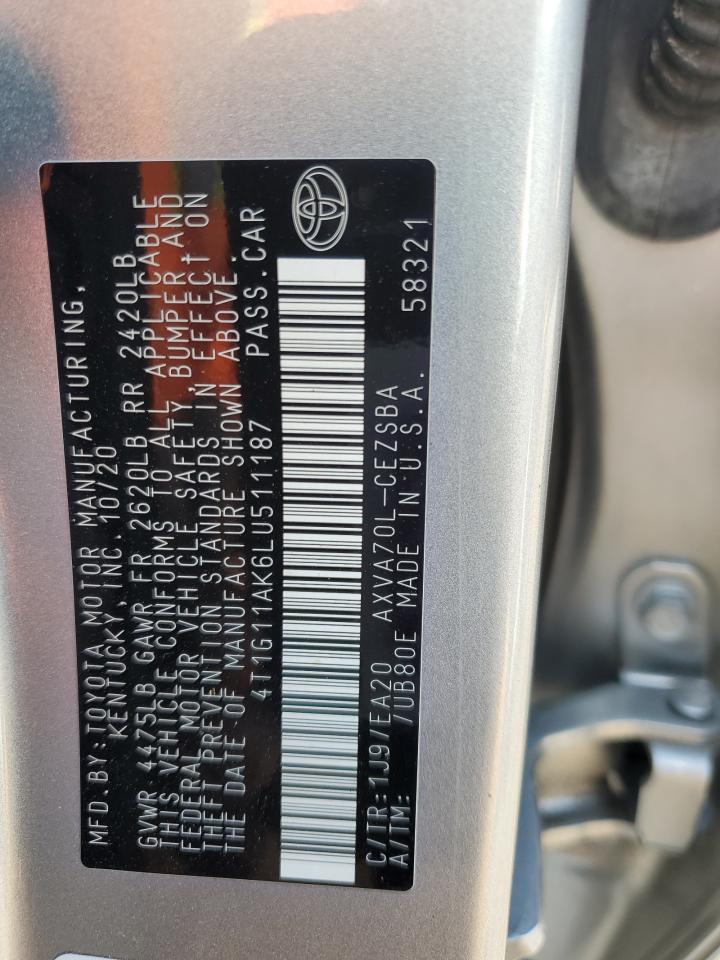 MFD.BY:TOYOTA MOTOR MANUFACTURING,
KENTUCKY,INC.10/20
GVWR 4475LB GAWR FR 2620LB RR 2420LB
THIS VEHICLE CONFORMS TO ALL APPLICABLE
FEDERAL MOTOR VEHICLE SAFETY,BUMPER AND
THEFT PREVENTION STANDARDS IN EFFECT ON
THE DATE OF MANUFACTURE SHOWN ABOVE.
4T1G11AK6LU511187 PASS.CAR
C/TR:1J9/EA20 AXVA70L-CEZSBA
A/TM: /UB80E MADE IN U.S.A. 58321